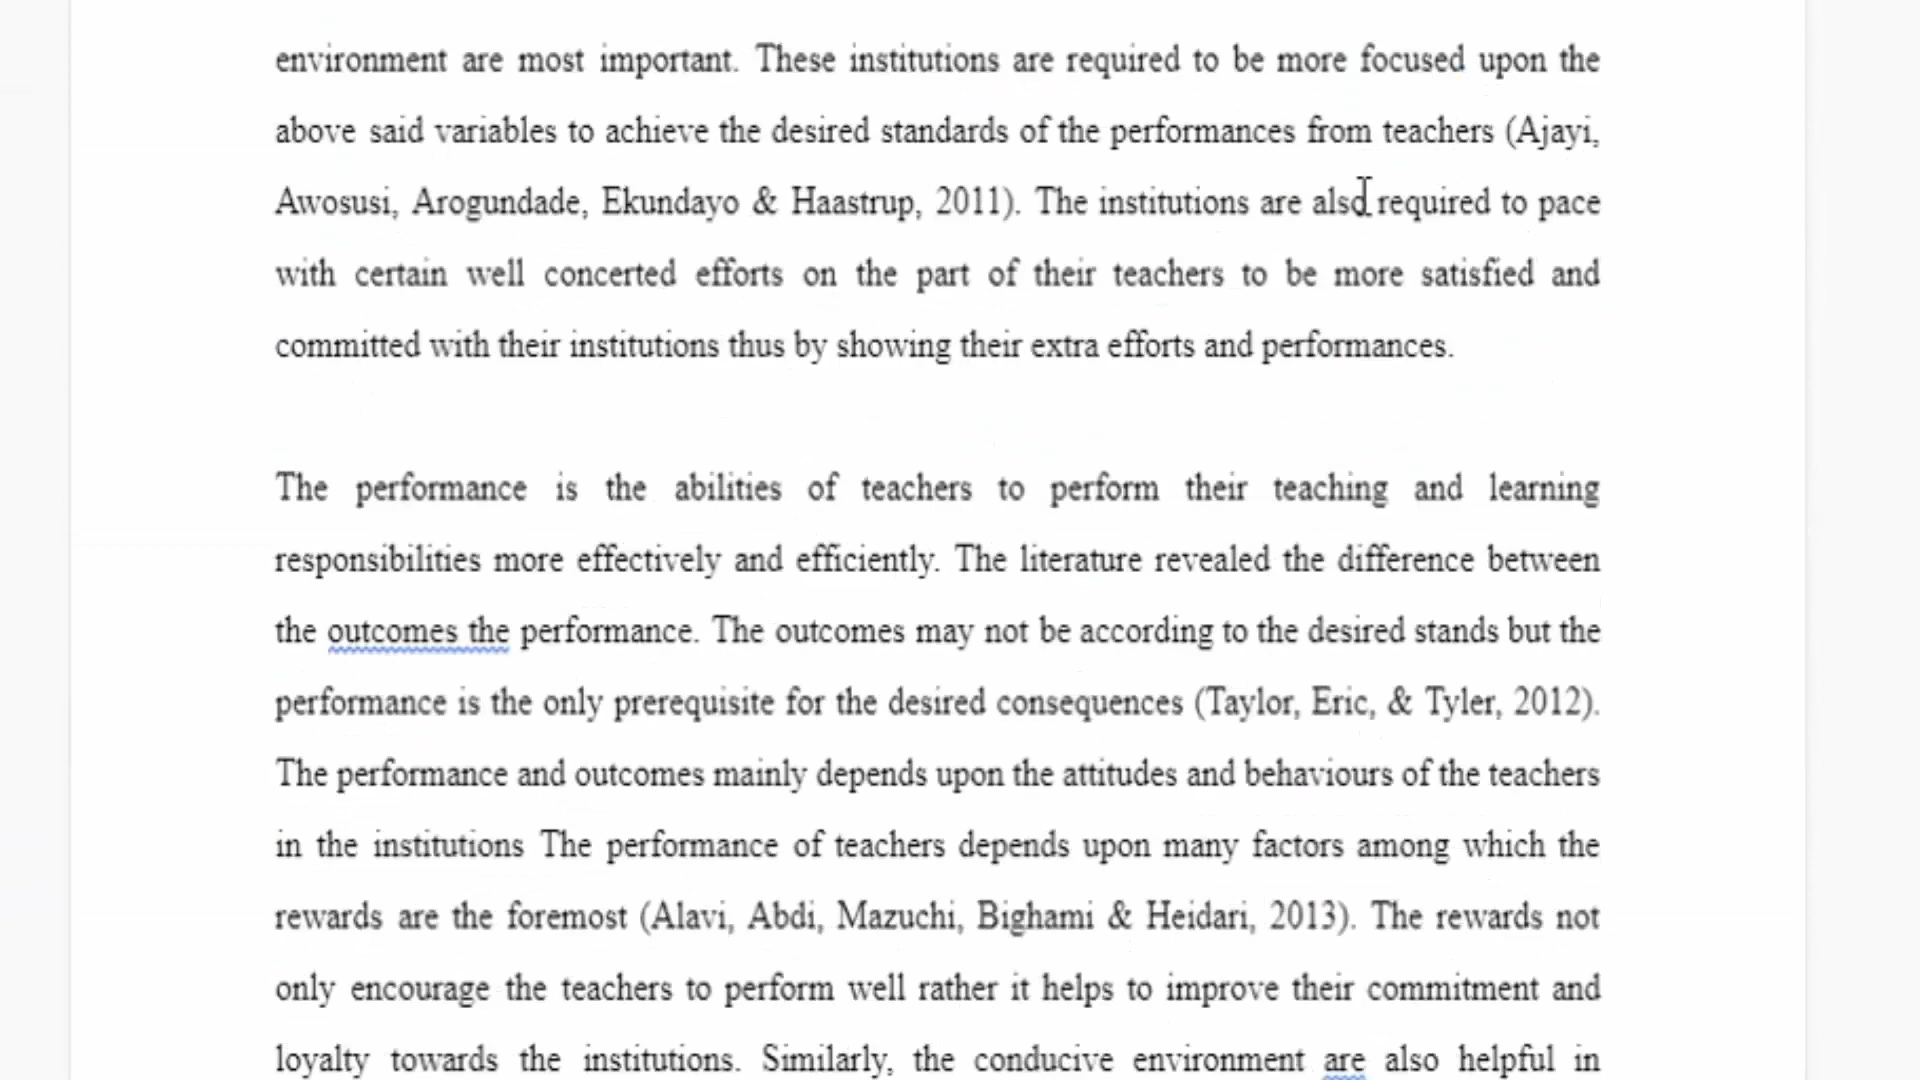 environment are most important. These institutions are required to be more focused upon the
above said variables to achieve the desired standards of the performances from teachers (Ajayi,
Awosusi, Arogundade, Ekundayo & Haastrup, 2011). The institutions are also required to pace
with certain well concerted efforts on the part of their teachers to be more satisfied and
committed with their institutions thus by showing their extra efforts and performances.
The performance is the abilities of teachers to perform their teaching and learning
responsibilities more effectively and efficiently. The literature revealed the difference between
the outcomes the performance. The outcomes may not be according to the desired stands but the
performance is the only prerequisite for the desired consequences (Taylor, Eric, & Tyler, 2012).
The performance and outcomes mainly depends upon the attitudes and behaviours of the teachers
in the institutions The performance of teachers depends upon many factors among which the
rewards are the foremost (Alavi, Abdi, Mazuchi, Bighami & Heidari, 2013). The rewards not
only encourage the teachers to perform well rather it helps to improve their commitment and
loyalty towards the institutions. Similarly, the conducive environment are also helpful in